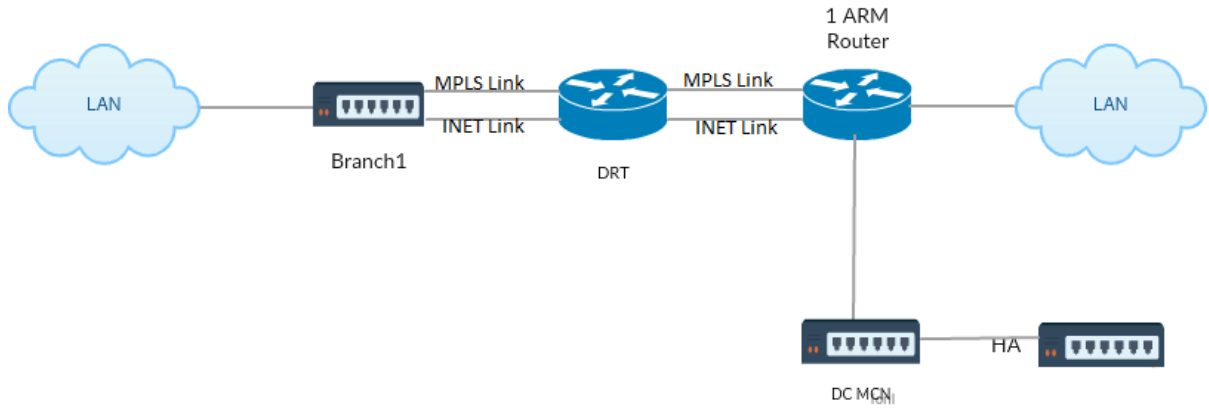 1 ARM
Router
LAN
MPLS Link
MPLS Link
LAN
INET Link
INET Link
Branch1
DRT
HA
DC MCN